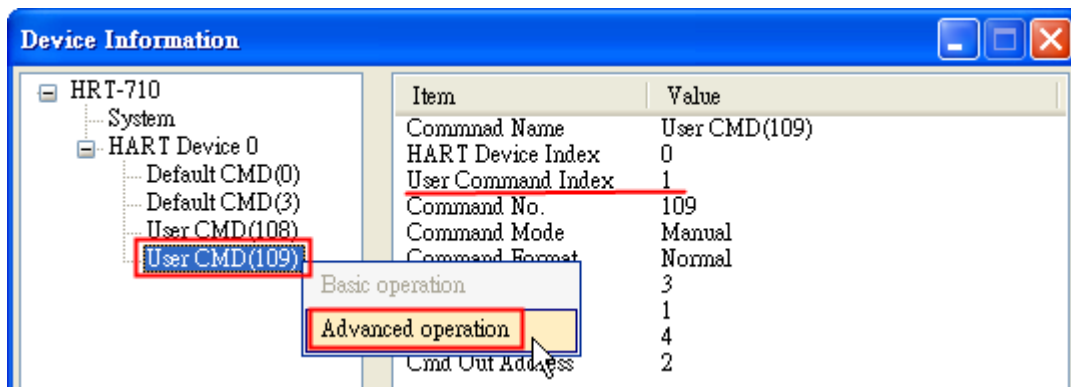 Device Information
HRT-710
System
HART Device 0
Default CMD(0)
Default CMD(3)
User CMD(108)
User CMD(109)
Basic operation
Advanced operation
Item Value
Commnad Name User CMD(109)
HART Device Index 0
User Command Index 1
Command No. 109
Command Mode Manual
Command Format Normal
3
1
4
Cmd Out Address 2